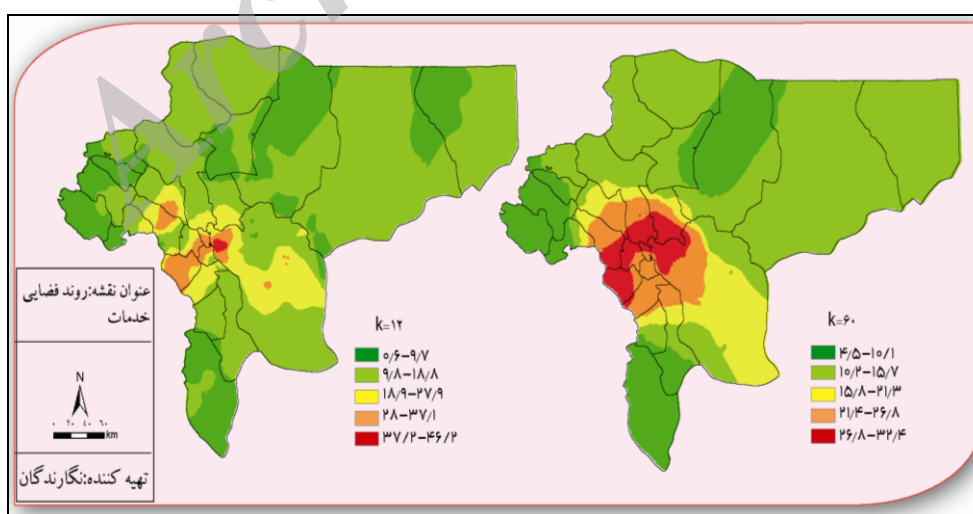 Arc
عنوان نقشه:روند فضایی
خدمات
N
۰ ۲۰ ۴۰ ۶۰
km
تهیه کننده:نگارندگان
k=۱۲
۰/۶-۹/۷
۹/۸-۱۸/۸
۱۸/۹-۲۷/۹
۲۸-۳۷/۱
۳۷/۲-۴۶/۲
k=۶۰
۴/۵-۱۰/۱
۱۰/۲-۱۵/۷
۱۵/۸-۲۱/۳
۲۱/۴-۲۶/۸
۲۶/۸-۳۲/۴